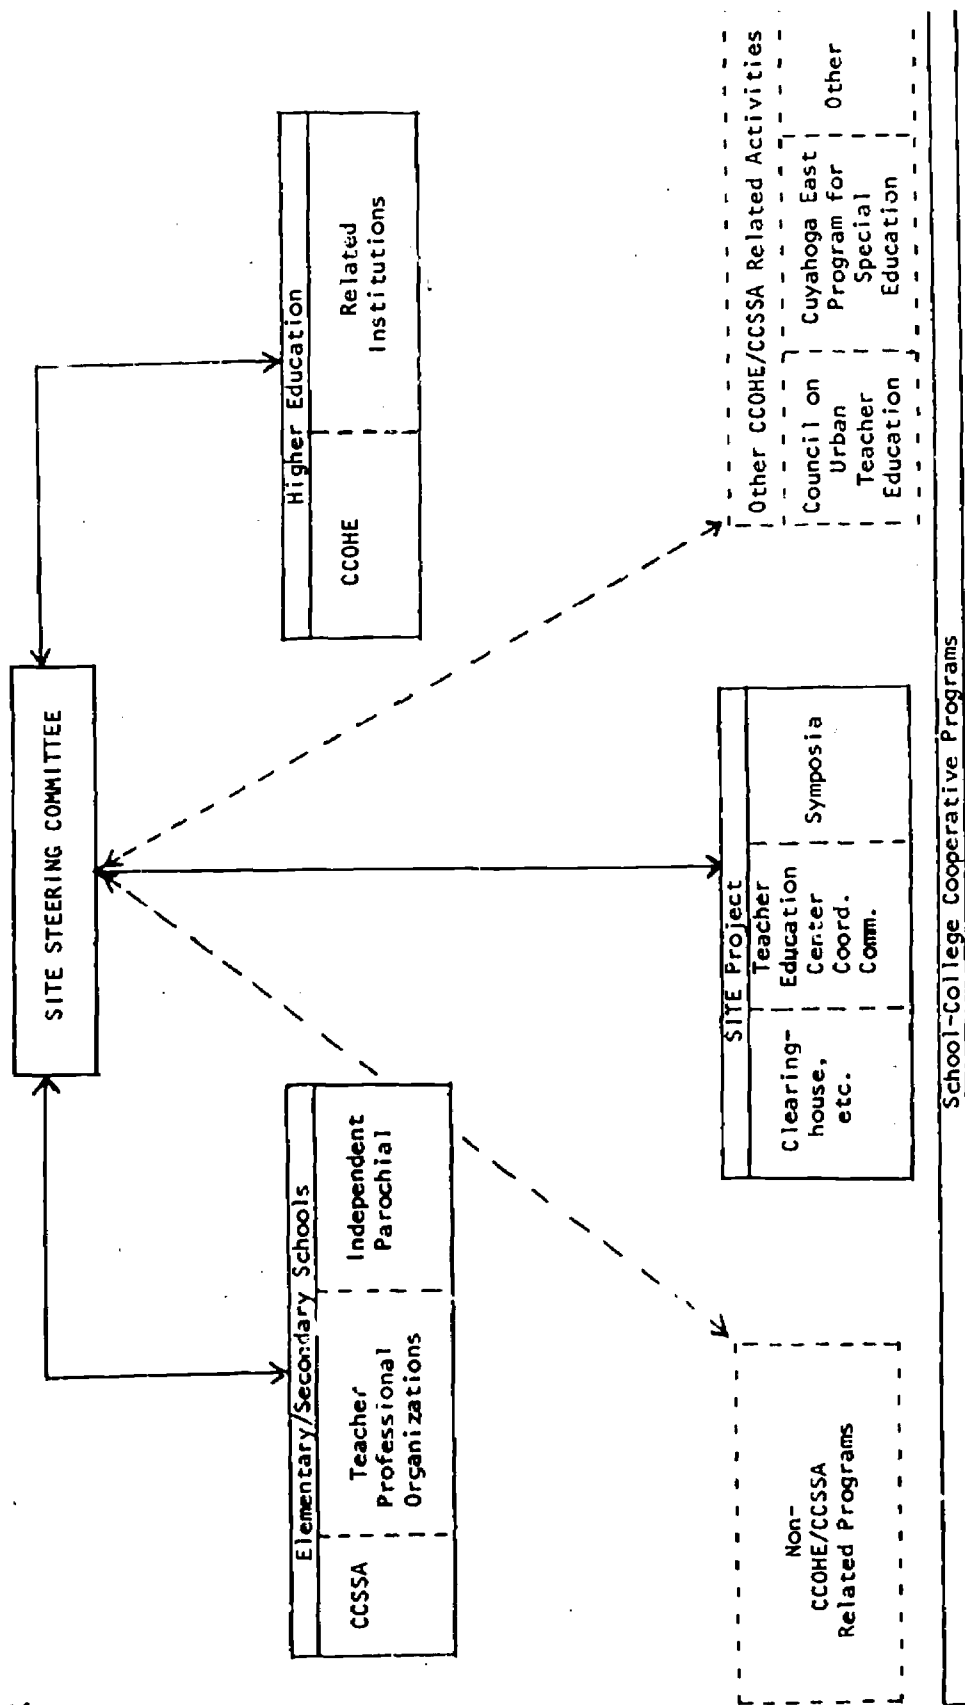 SITE STEERING COMMITTEE
Elementary/Secondary Schools
CCSSA
Teacher
Professional
Organizations
Independent
Parochial
Higher Education
CCOHE
Related
Institutions
Non-
CCOHE/CCSSA
Related Programs
SITE Project
Clearing-
house,
etc.
Teacher
Education
Center
Coord.
Comm.
Symposia
Other CCOHE/CCSSA Related Activities
Council on
Urban
Teacher
Education
Cuyahoga East
Program for
Special
Education
Other
School-College Cooperative Programs